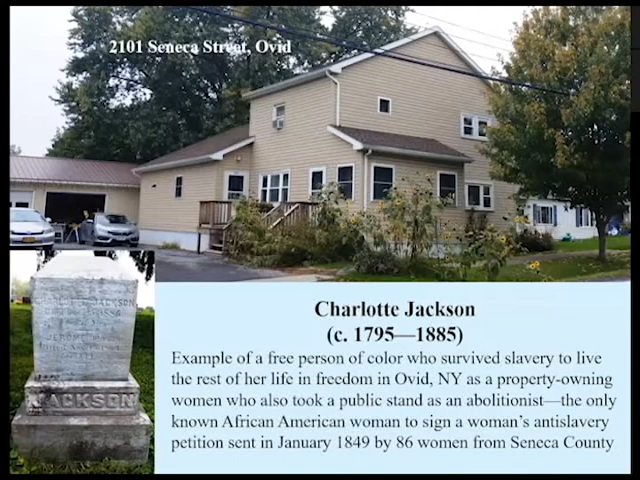 2101 Seneca Street, Ovid
JACKSON
Charlotte Jackson
(c. 1795—1885)
Example of a free person of color who survived slavery to live
the rest of her life in freedom in Ovid, NY as a property-owning
women who also took a public stand as an abolitionist—the only
known African American woman to sign a woman’s antislavery
petition sent in January 1849 by 86 women from Seneca County